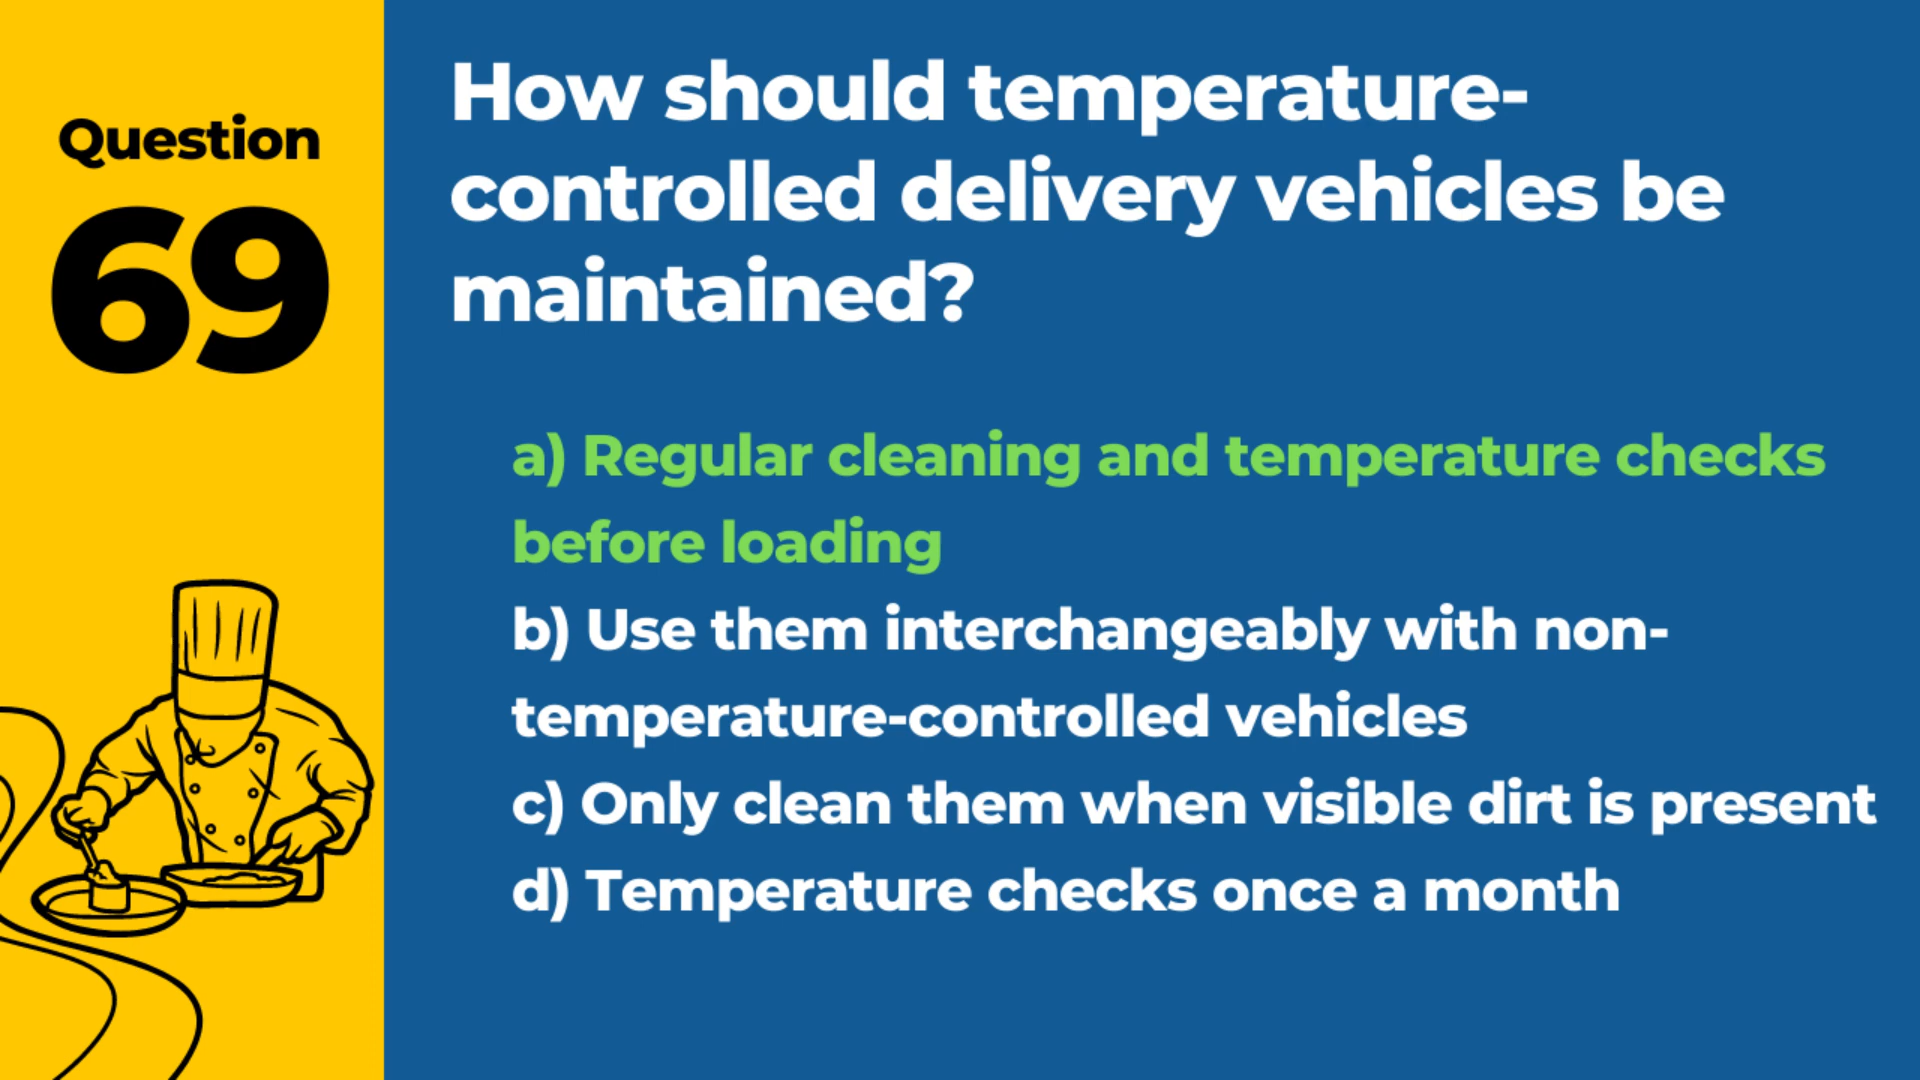 Question
69
How should temperature-
controlled delivery vehicles be
maintained?
a) Regular cleaning and temperature checks
before loading
b) Use them interchangeably with non-
temperature-controlled vehicles
c) Only clean them when visible dirt is present
d) Temperature checks once a month